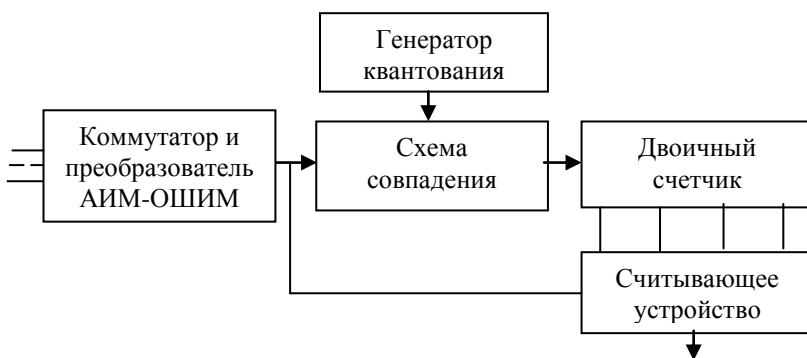 Генератор
квантования
Коммутатор и
преобразователь
АИМ-ОШИМ
Схема
совпадения
Двоичный
счетчик
Считывающее
устройство